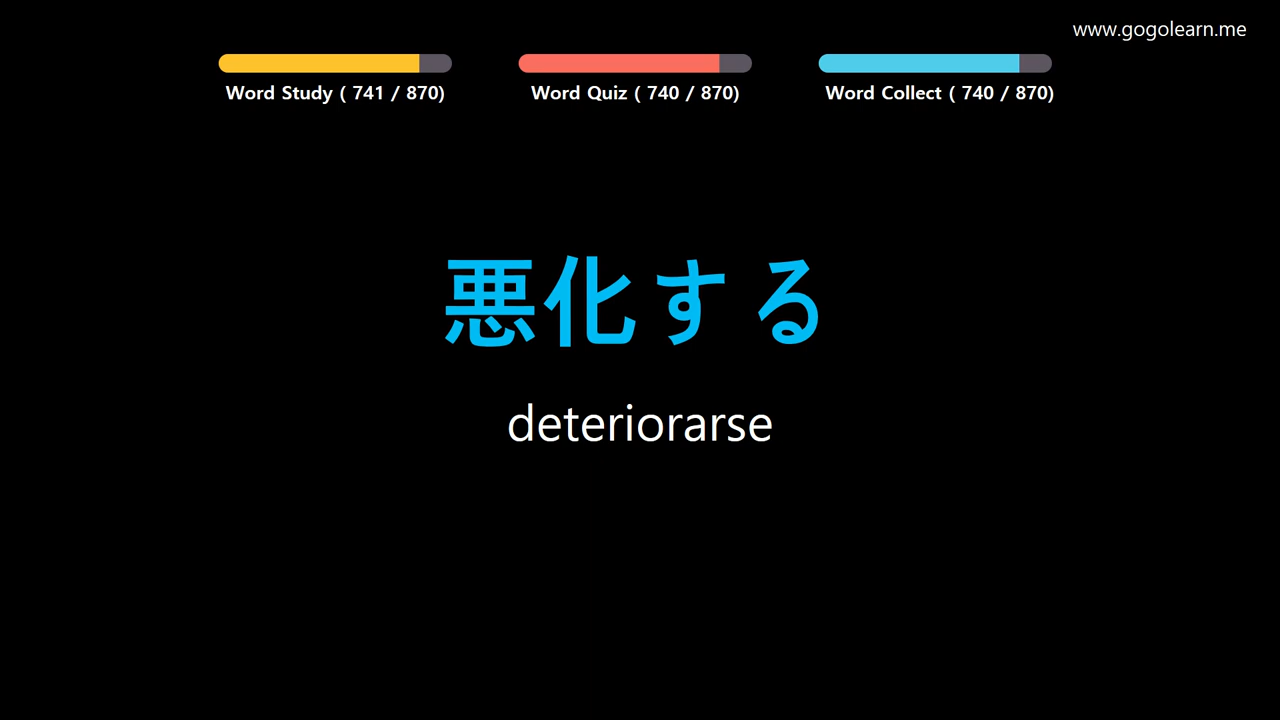 www.gogolearn.me
Word Study ( 741 / 870)
Word Quiz ( 740 / 870)
Word Collect ( 740 / 870)
悪化する
deteriorarse